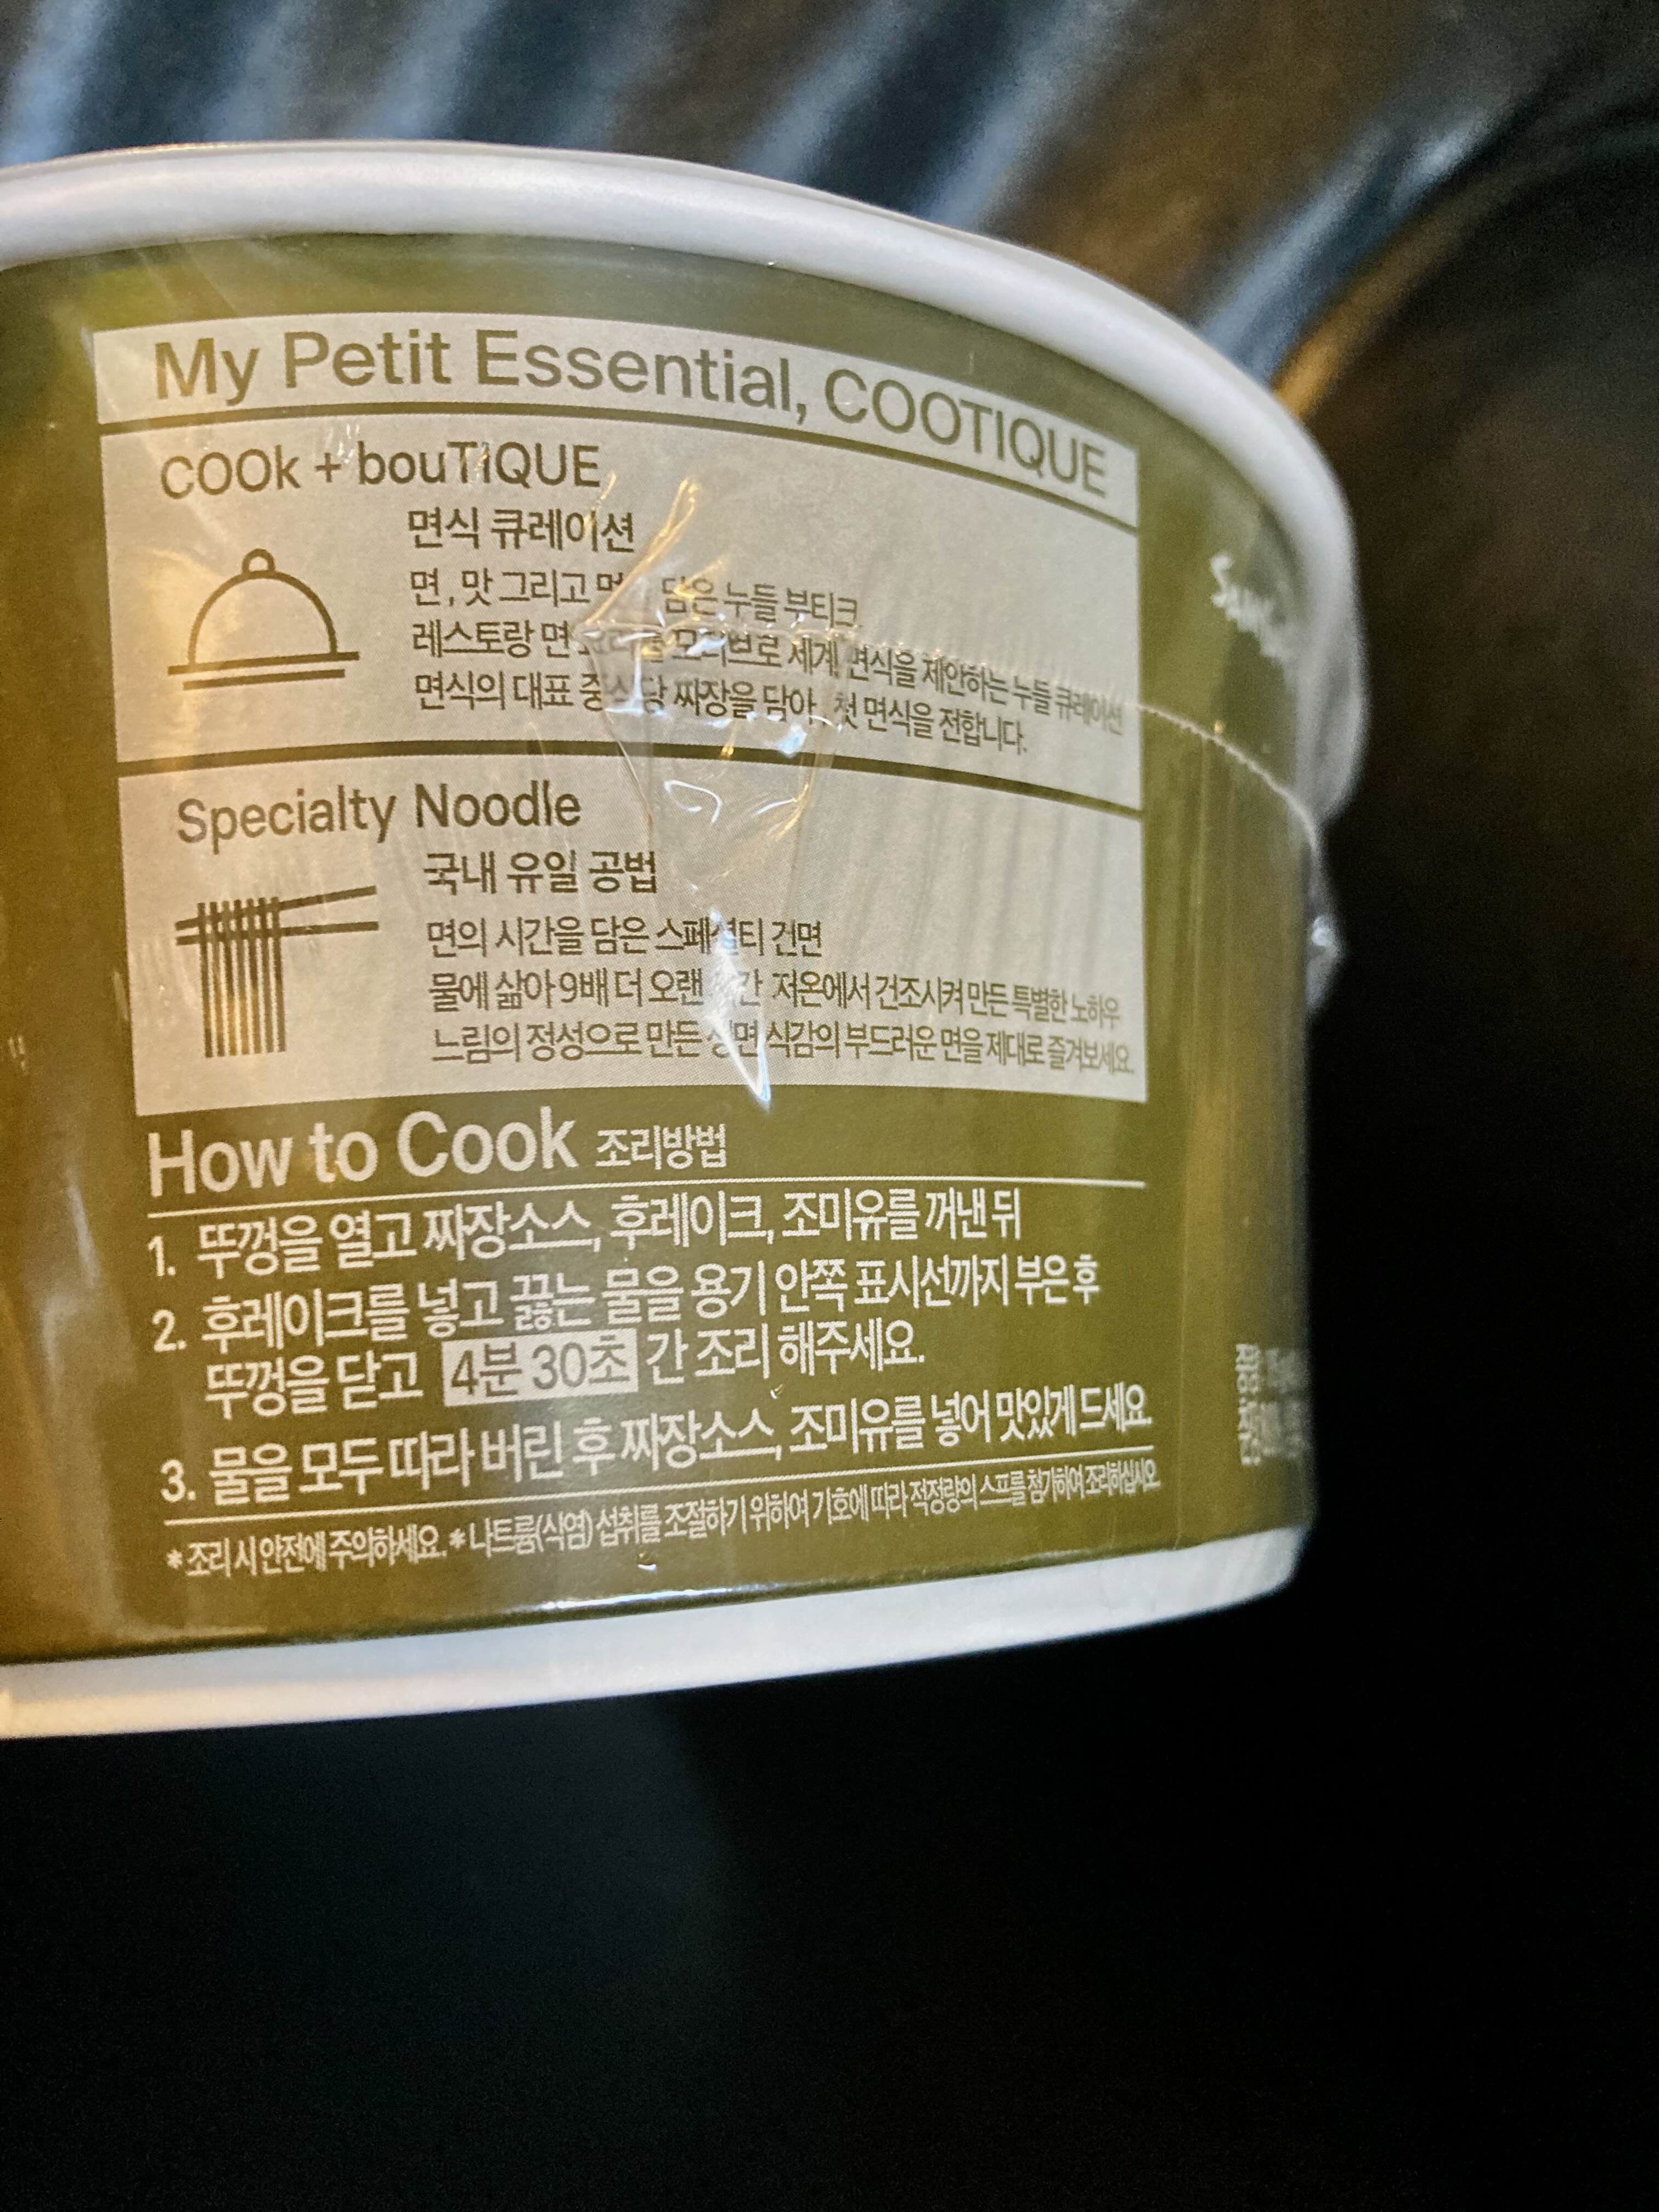 My Petit Essential, COOTIQUE
COOk + bouTiQUE
면식 큐레이션
면, 맛 그리고 담은 누들 부티크.
레스토랑 모티브로 세계 면식을 제안하는 누들 큐레이션
면식의 대표 중식당 짜장을 담아, 첫 면식을 전합니다.
Specialty Noodle
국내 유일 공법
면의 시간을 담은 스페셜티 건면
물에 삶아 9배 더 오랜 시간 저온에서 건조시켜 만든 특별한 노하우
느림의 정성으로 만든 식감의 부드러운 면을 제대로 즐겨보세요.
How to Cook 조리방법
1. 뚜껑을 열고 짜장소스, 후레이크, 조미유를 꺼낸 뒤
2. 후레이크를 넣고 끓는 물을 용기 안쪽 표시선까지 부은 후
뚜껑을 닫고 4분 30초 간 조리 해주세요.
3. 물을 모두 따라 버린 후 짜장소스, 조미유를 넣어 맛있게 드세요.
* 조리 시 안전에 주의하세요. * 나트륨(식염) 섭취를 조절하기 위하여 기호에 따라 적정량의 스프를 첨가하여 조리하십시오.